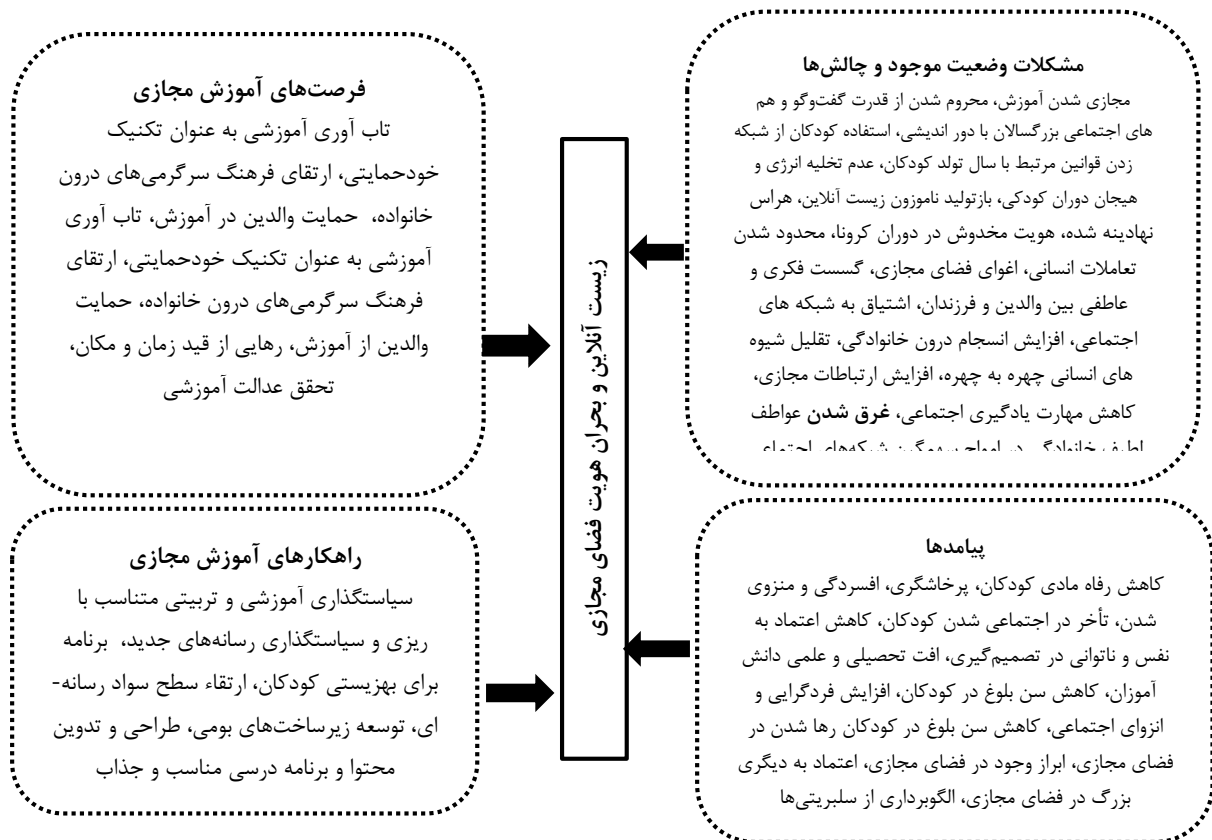 مشکلات وضعیت موجود و چالش‌ها
مجازی شدن آموزش، محروم شدن از قدرت گفت‌وگو و هم
های اجتماعی بزرگسالان با دور اندیشی، استفاده کودکان از شبکه
زدن قوانین مرتبط با سال تولد کودکان، عدم تخلیه انرژی و
هیجان دوران کودکی، بازتولید ناموزون زیست آنلاین، هراس
نهادینه شده، هویت مخدوش در دوران کرونا، محدود شدن
تعاملات انسانی، اغوای فضای مجازی، گسست فکری و
عاطفی بین والدین و فرزندان، اشتیاق به شبکه های
اجتماعی، افزایش انسجام درون خانوادگی، تقلیل شیوه
های انسانی چهره به چهره، افزایش ارتباطات مجازی،
کاهش مهارت یادگیری اجتماعی، غرق شدن عواطف
فرصت‌های آموزش مجازی
تاب آوری آموزشی به عنوان تکنیک
خودحمایتی، ارتقای فرهنگ سرگرمی‌های درون
خانواده، حمایت والدین در آموزش، تاب آوری
آموزشی به عنوان تکنیک خودحمایتی، ارتقای
فرهنگ سرگرمی‌های درون خانواده، حمایت
والدین از آموزش، رهایی از قید زمان و مکان،
تحقق عدالت آموزشی
زیست آنلاین و بحران هویت فضای مجازی
پیامدها
کاهش رفاه مادی کودکان، پرخاشگری، افسردگی و منزوی
شدن، تأخر در اجتماعی شدن کودکان، کاهش اعتماد به
نفس و ناتوانی در تصمیم‌گیری، افت تحصیلی و علمی دانش
آموزان، کاهش سن بلوغ در کودکان، افزایش فردگرایی و
انزوای اجتماعی، کاهش سن بلوغ در کودکان رها شدن در
فضای مجازی، ابراز وجود در فضای مجازی، اعتماد به دیگری
بزرگ در فضای مجازی، الگوبرداری از سلبریتی‌ها
راهکارهای آموزش مجازی
سیاستگذاری آموزشی و تربیتی متناسب با
ریزی و سیاستگذاری رسانه‌های جدید، برنامه
برای بهزیستی کودکان، ارتقاء سطح سواد رسانه-
ای، توسعه زیرساخت‌های بومی، طراحی و تدوین
محتوا و برنامه درسی مناسب و جذاب